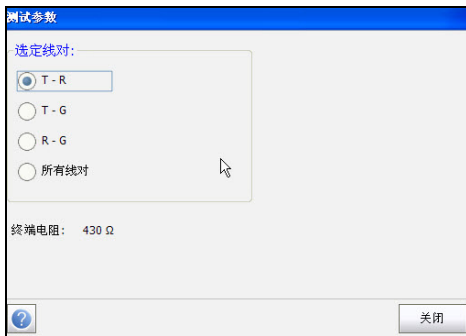 测试参数
选定线对:
T - R
T - G
R - G
所有线对
终端电阻: 430 Ω
?
关闭